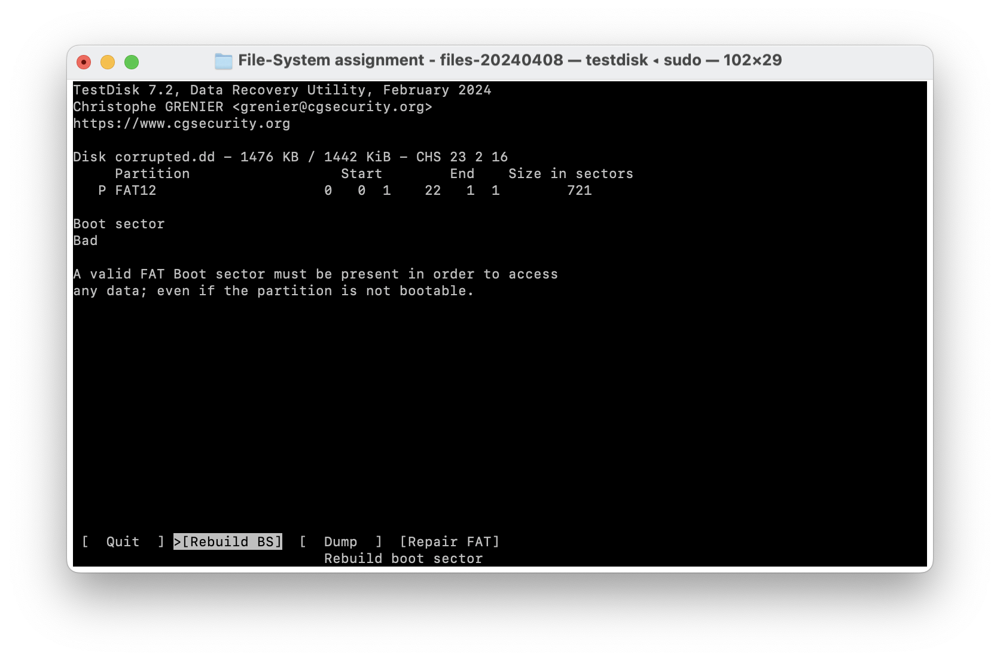 File-System assignment - files-20240408 — testdisk ◂ sudo — 102×29
TestDisk 7.2, Data Recovery Utility, February 2024
Christophe GRENIER <grenier@cgsecurity.org>
https://www.cgsecurity.org
Disk corrupted.dd - 1476 KB / 1442 KiB - CHS 23 2 16
Partition Start End Size in sectors
P FAT12 0 0 1 22 1 1 721
Boot sector
Bad
A valid FAT Boot sector must be present in order to access
any data; even if the partition is not bootable.
[ Quit ] >[Rebuild BS] [ Dump ] [Repair FAT]
Rebuild boot sector